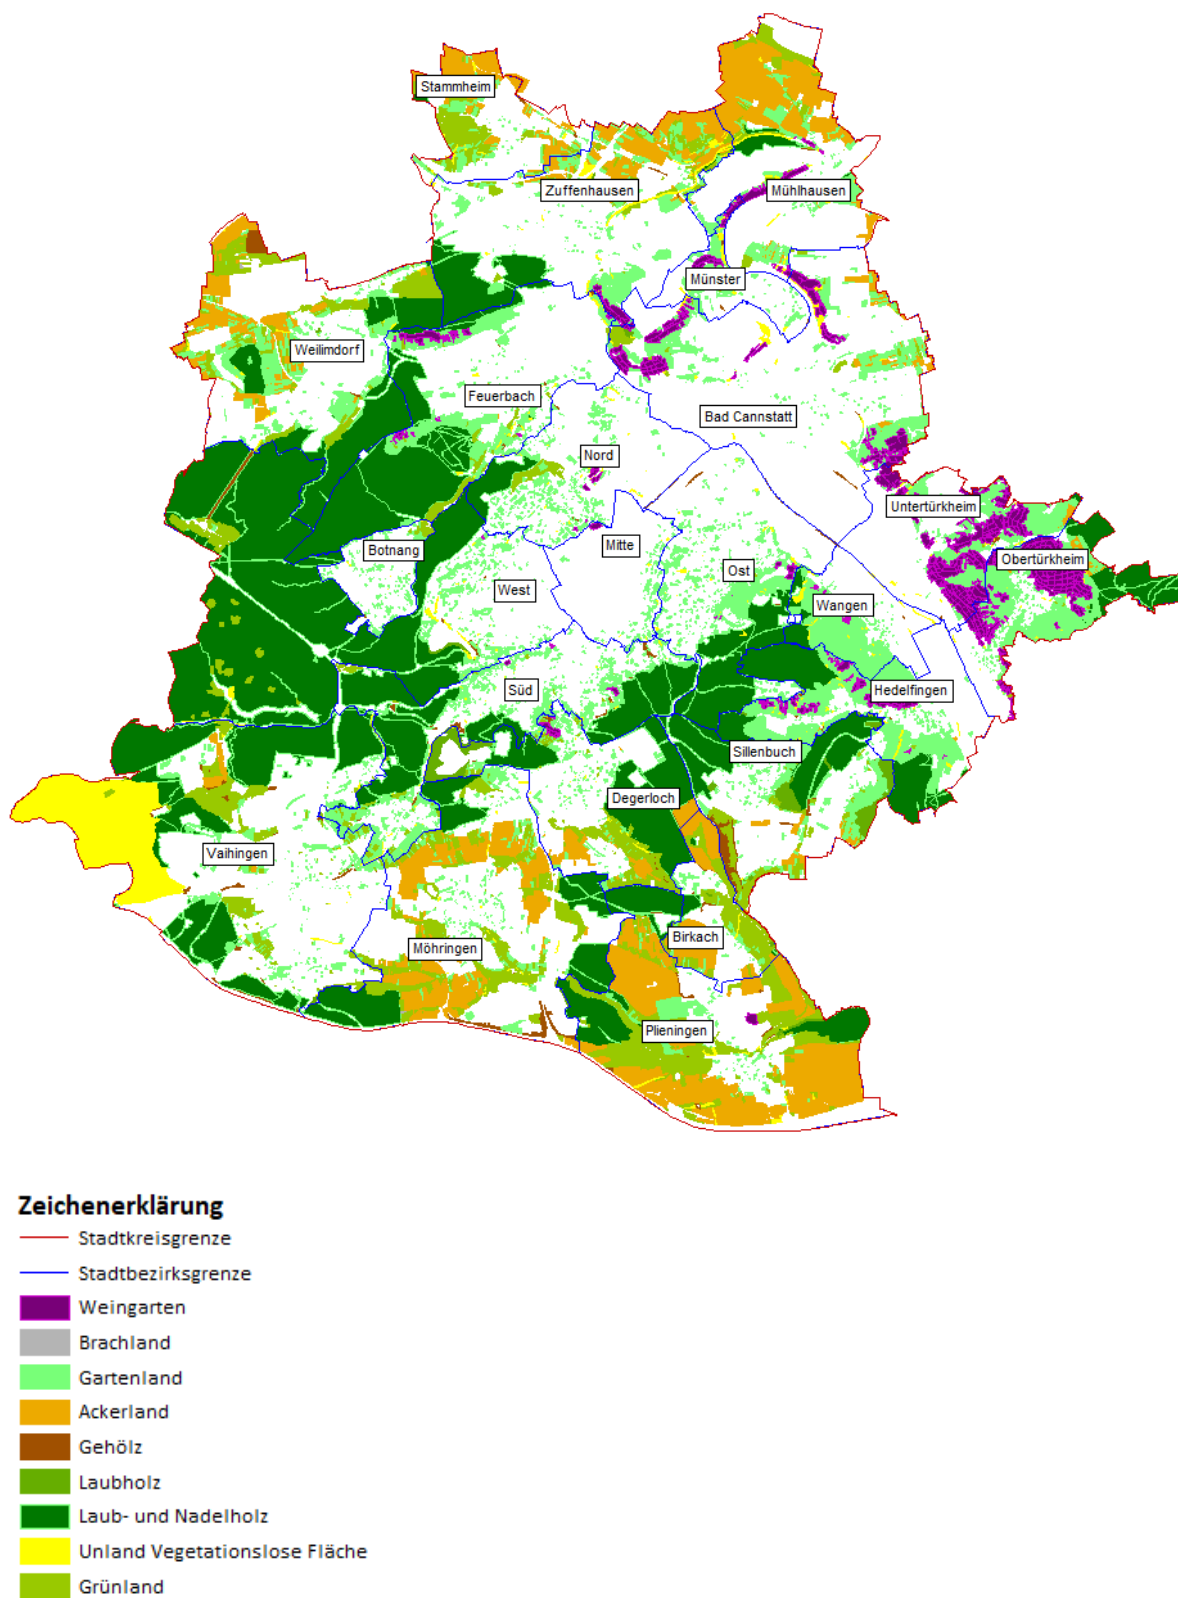 Stammheim
Zuffenhausen
Mühlhausen
Münster
Weilimdorf
Feuerbach
Bad Cannstatt
Nord
Untertürkheim
Botnang
Mitte
Obertürkheim
Ost
West
Wangen
Süd
Hedelfingen
Sillenbuch
Degerloch
Vaihingen
Birkach
Möhringen
Plieningen
Zeichenerklärung
Stadtkreisgrenze
Stadtbezirksgrenze
Weingarten
Brachland
Gartenland
Ackerland
Gehölz
Laubholz
Laub- und Nadelholz
Unland Vegetationslose Fläche
Grünland